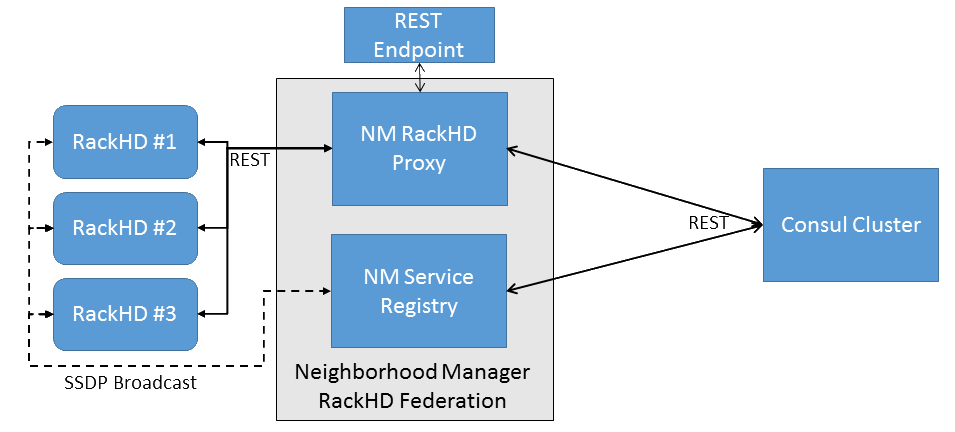 REST
Endpoint
NM RackHD
Proxy
RackHD #1
REST
RackHD #2
RackHD #3
NM Service
Registry
REST
Consul Cluster
SSDP Broadcast
Neighborhood Manager
RackHD Federation